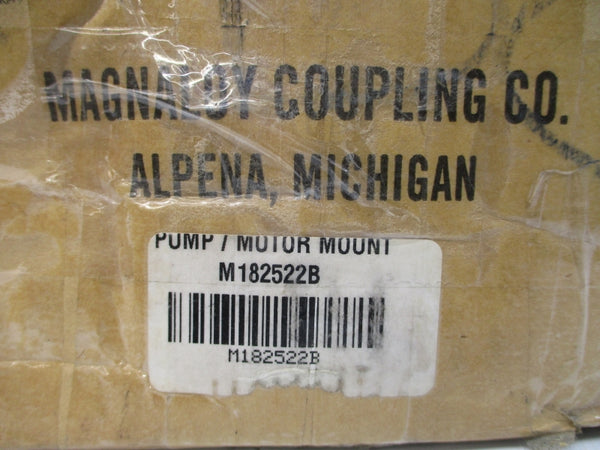 MAGNALOY COUPLING CO.
ALPENA, MICHIGAN
PUMP / MOTOR MOUNT
M182522B
M182522B